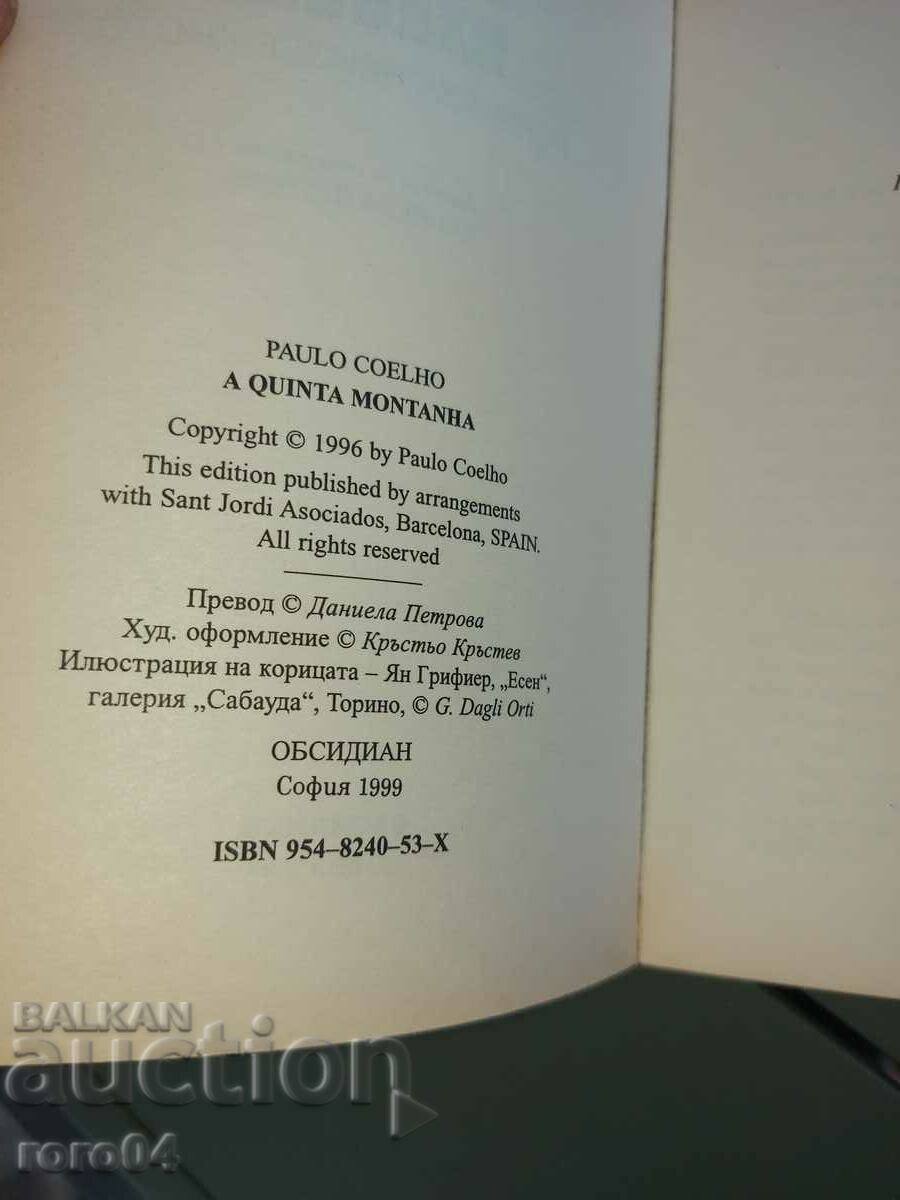 PAULO COELHO
A QUINTA MONTANHA
Copyright © 1996 by Paulo Coelho
This edition published by arrangements
with Sant Jordi Asociados, Barcelona, SPAIN.
All rights reserved
Превод © Даниела Петрова
Худ. оформление © Кръстьо Кръстев
Илюстрация на корицата – Ян Грифиер, „Есен“,
галерия „Сабауда“, Торино, © G. Dagli Orti
ОБСИДИАН
София 1999
ISBN 954–8240–53–X
BALKAN
auction
roro04